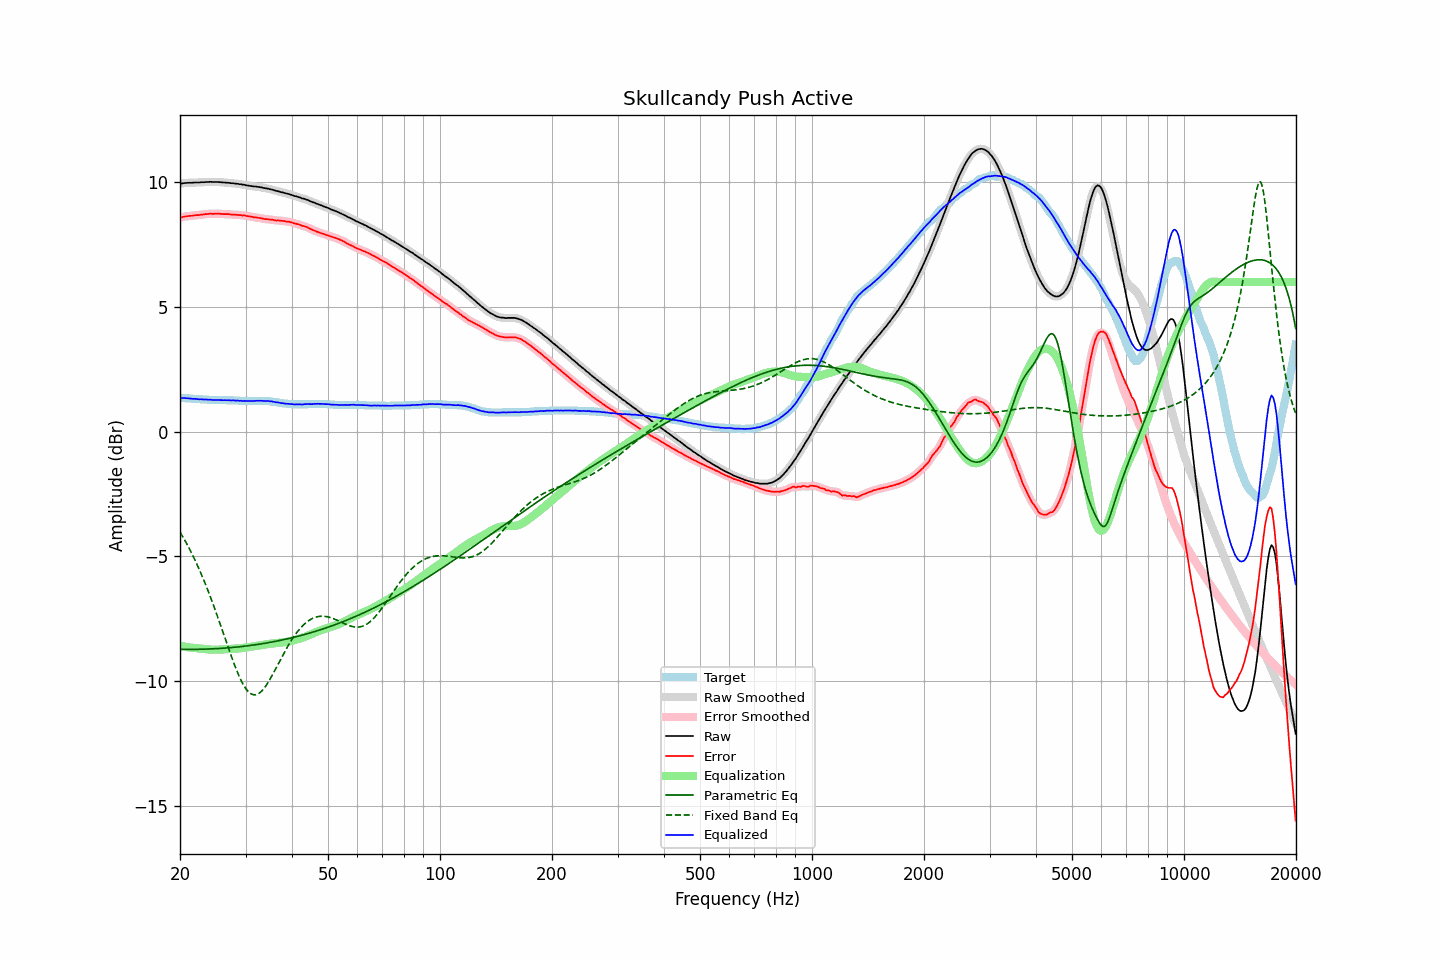 Skullcandy Push Active
Amplitude (dBr)
10
5
0
−5
−10
−15
20
50
100
200
500
1000
2000
5000
10000
20000
Frequency (Hz)
Target
Raw Smoothed
Error Smoothed
Raw
Error
Equalization
Parametric Eq
Fixed Band Eq
Equalized